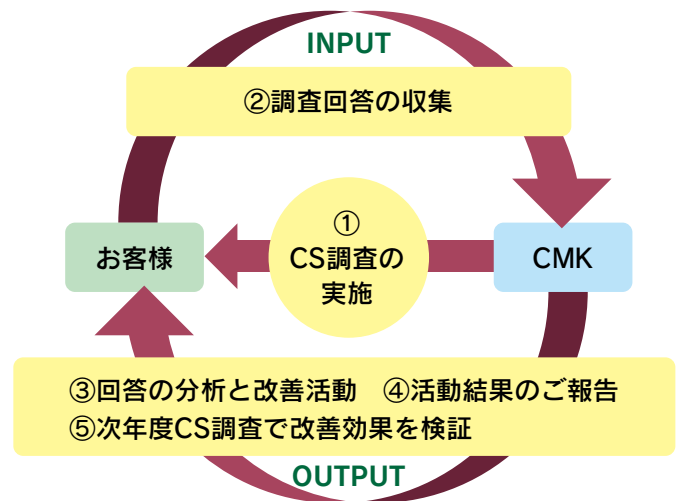 INPUT
②調査回答の収集
①
CS調査の
実施
お客様
CMK
③回答の分析と改善活動　④活動結果のご報告
⑤次年度CS調査で改善効果を検証
OUTPUT